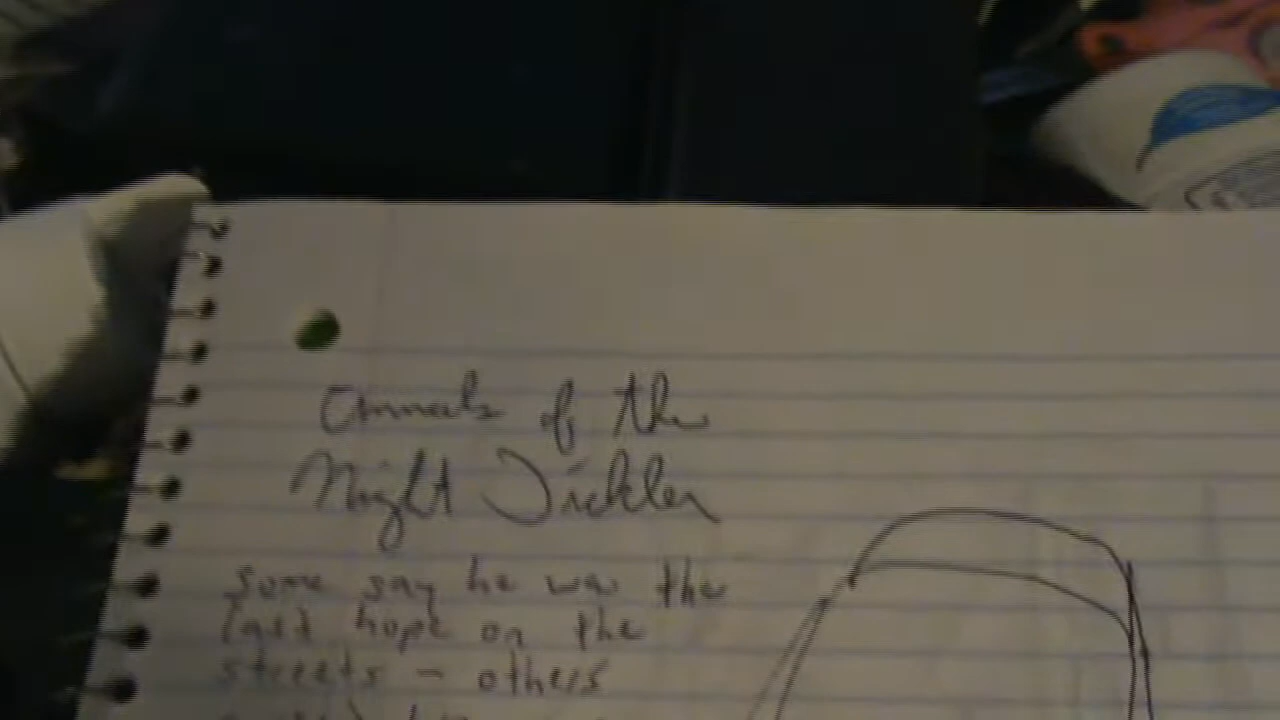 Annals of the
Night Tickler
some say he was the
last hope on the
streets - others